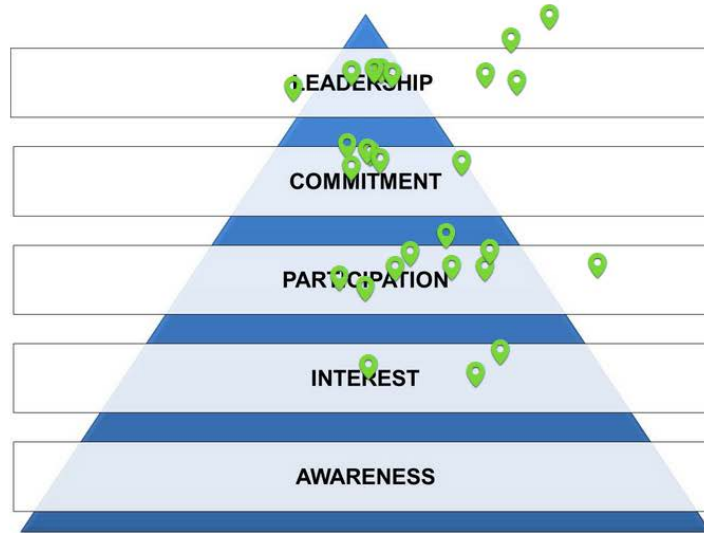 LEADERSHIP
COMMITMENT
PARTICIPATION
INTEREST
AWARENESS